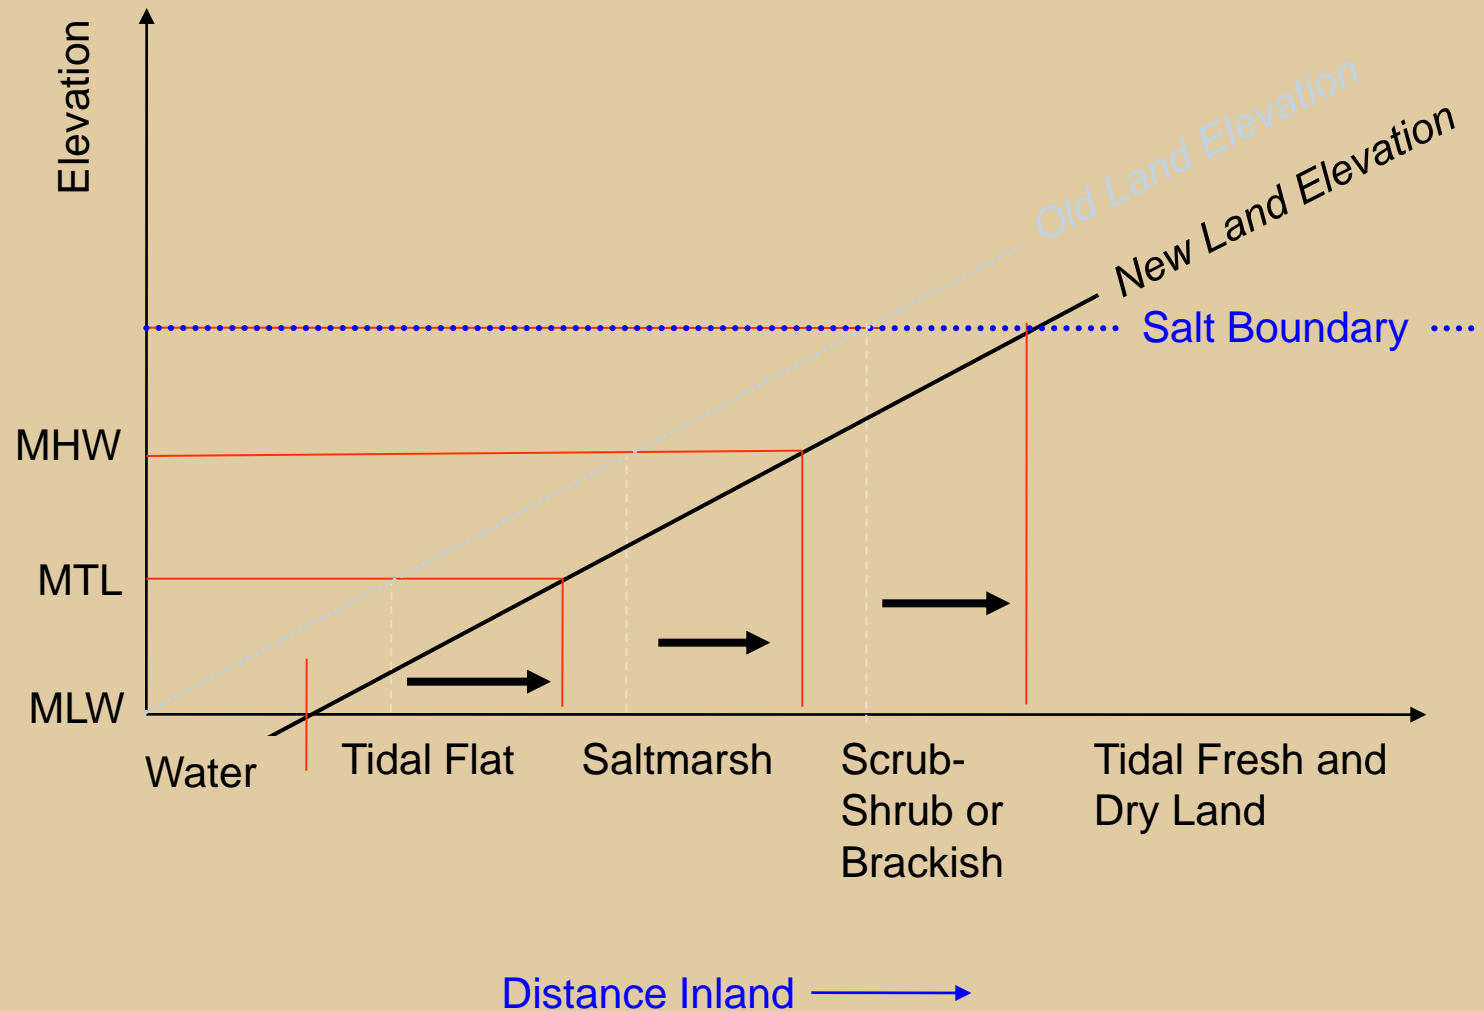 Elevation
Old Land Elevation
New Land Elevation
Salt Boundary
MHW
MTL
MLW
Water
Tidal Flat
Saltmarsh
Scrub-
Shrub or
Brackish
Tidal Fresh and
Dry Land
Distance Inland